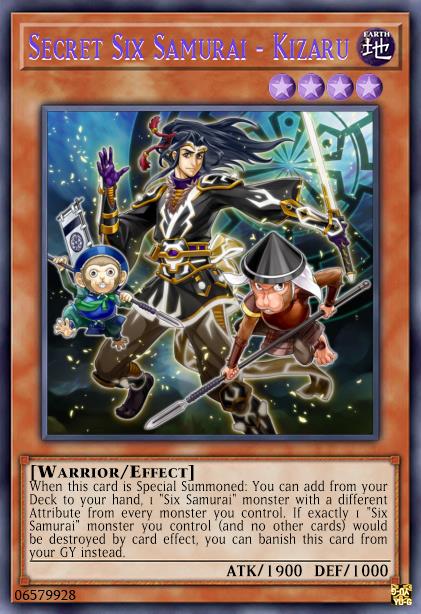 Secret Six Samurai - Kizaru
EARTH
地
[Warrior/Effect]
When this card is Special Summoned: You can add from your
Deck to your hand, 1 "Six Samurai" monster with a different
Attribute from every monster you control. If exactly 1 "Six
Samurai" monster you control (and no other cards) would
be destroyed by card effect, you can banish this card from
your GY instead.
ATK/1900 DEF/1000
06579928